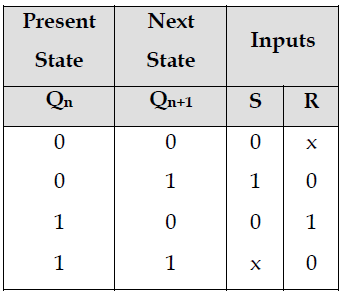 Present Next Inputs
State State
Qn Qn+1 S R
0 0 0 x
0 1 1 0
1 0 0 1
1 1 x 0